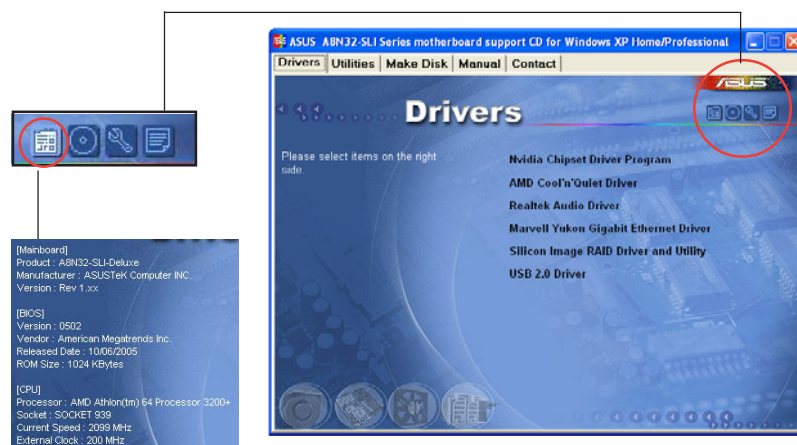 ASUS A8N32-SLI Series motherboard support CD for Windows XP Home/Professional
Drivers Utilities Make Disk Manual Contact
ASUS
Drivers
Please select items on the right
side.
Nvidia Chipset Driver Program
AMD Cool'n'Quiet Driver
Realtek Audio Driver
Marvell Yukon Gigabit Ethernet Driver
Silicon Image RAID Driver and Utility
USB 2.0 Driver
[Mainboard]
Product : A8N32-SLI-Deluxe
Manufacturer : ASUSTeK Computer INC.
Version : Rev 1.xx
[BIOS]
Version : 0502
Vendor : American Megatrends Inc.
Released Date : 10/06/2005
ROM Size : 1024 KBytes
[CPU]
Processor : AMD Athlon(tm) 64 Processor 3200+
Socket : SOCKET 939
Current Speed : 2099 MHz
External Clock : 200 MHz